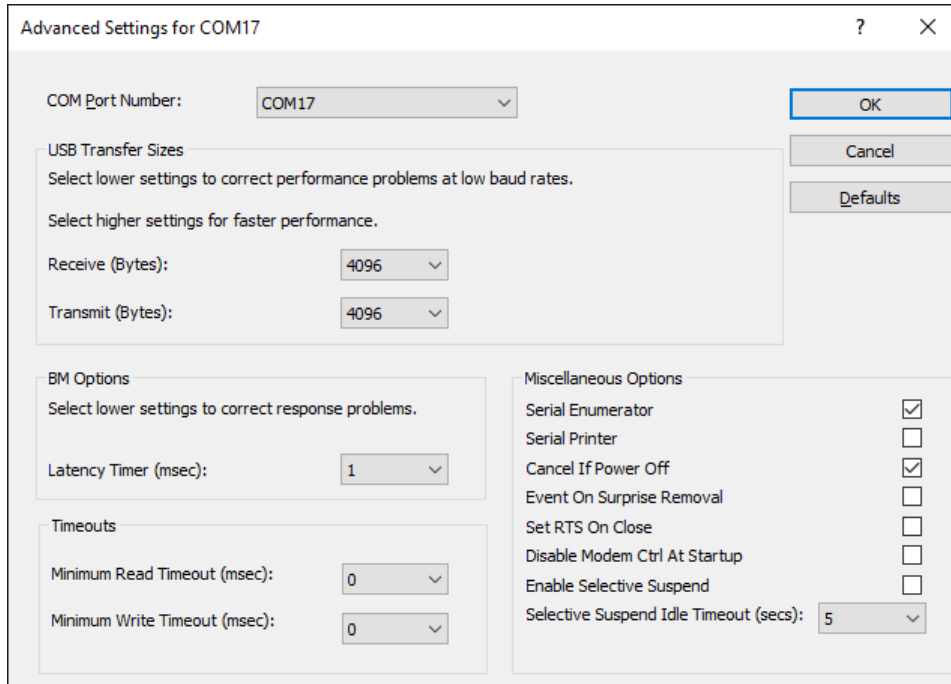 Advanced Settings for COM17 ?
COM Port Number: COM17
OK
Cancel
Defaults
USB Transfer Sizes
Select lower settings to correct performance problems at low baud rates.
Select higher settings for faster performance.
Receive (Bytes): 4096
Transmit (Bytes): 4096
BM Options
Select lower settings to correct response problems.
Latency Timer (msec): 1
Timeouts
Minimum Read Timeout (msec): 0
Minimum Write Timeout (msec): 0
Miscellaneous Options
Serial Enumerator
Serial Printer
Cancel If Power Off
Event On Surprise Removal
Set RTS On Close
Disable Modem Ctrl At Startup
Enable Selective Suspend
Selective Suspend Idle Timeout (secs): 5